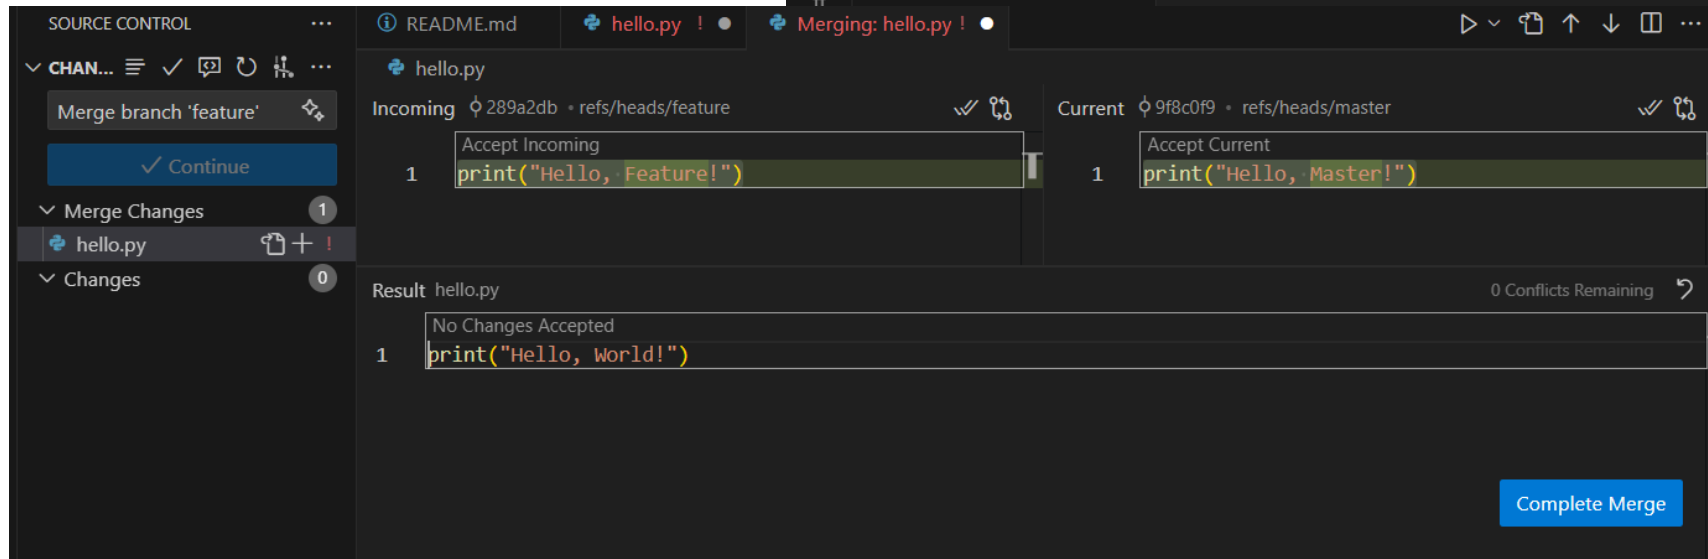 SOURCE CONTROL
README.md
hello.py !
Merging: hello.py !
CHAN...
hello.py
Merge branch 'feature'
Incoming 289a2db • refs/heads/feature
Current 9f8c0f9 • refs/heads/master
Continue
Accept Incoming
1 print("Hello, Feature!")
Accept Current
1 print("Hello, Master!")
Merge Changes 1
hello.py !
Changes 0
Result hello.py
0 Conflicts Remaining
No Changes Accepted
1 print("Hello, World!")
Complete Merge